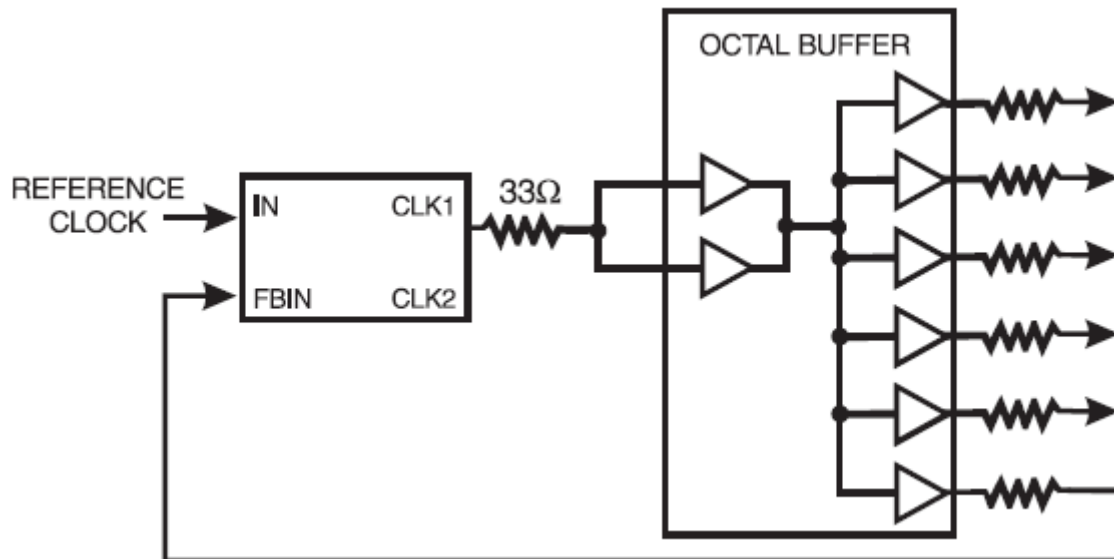 OCTAL BUFFER
REFERENCE
CLOCK
IN
CLK1
33Ω
FBIN
CLK2